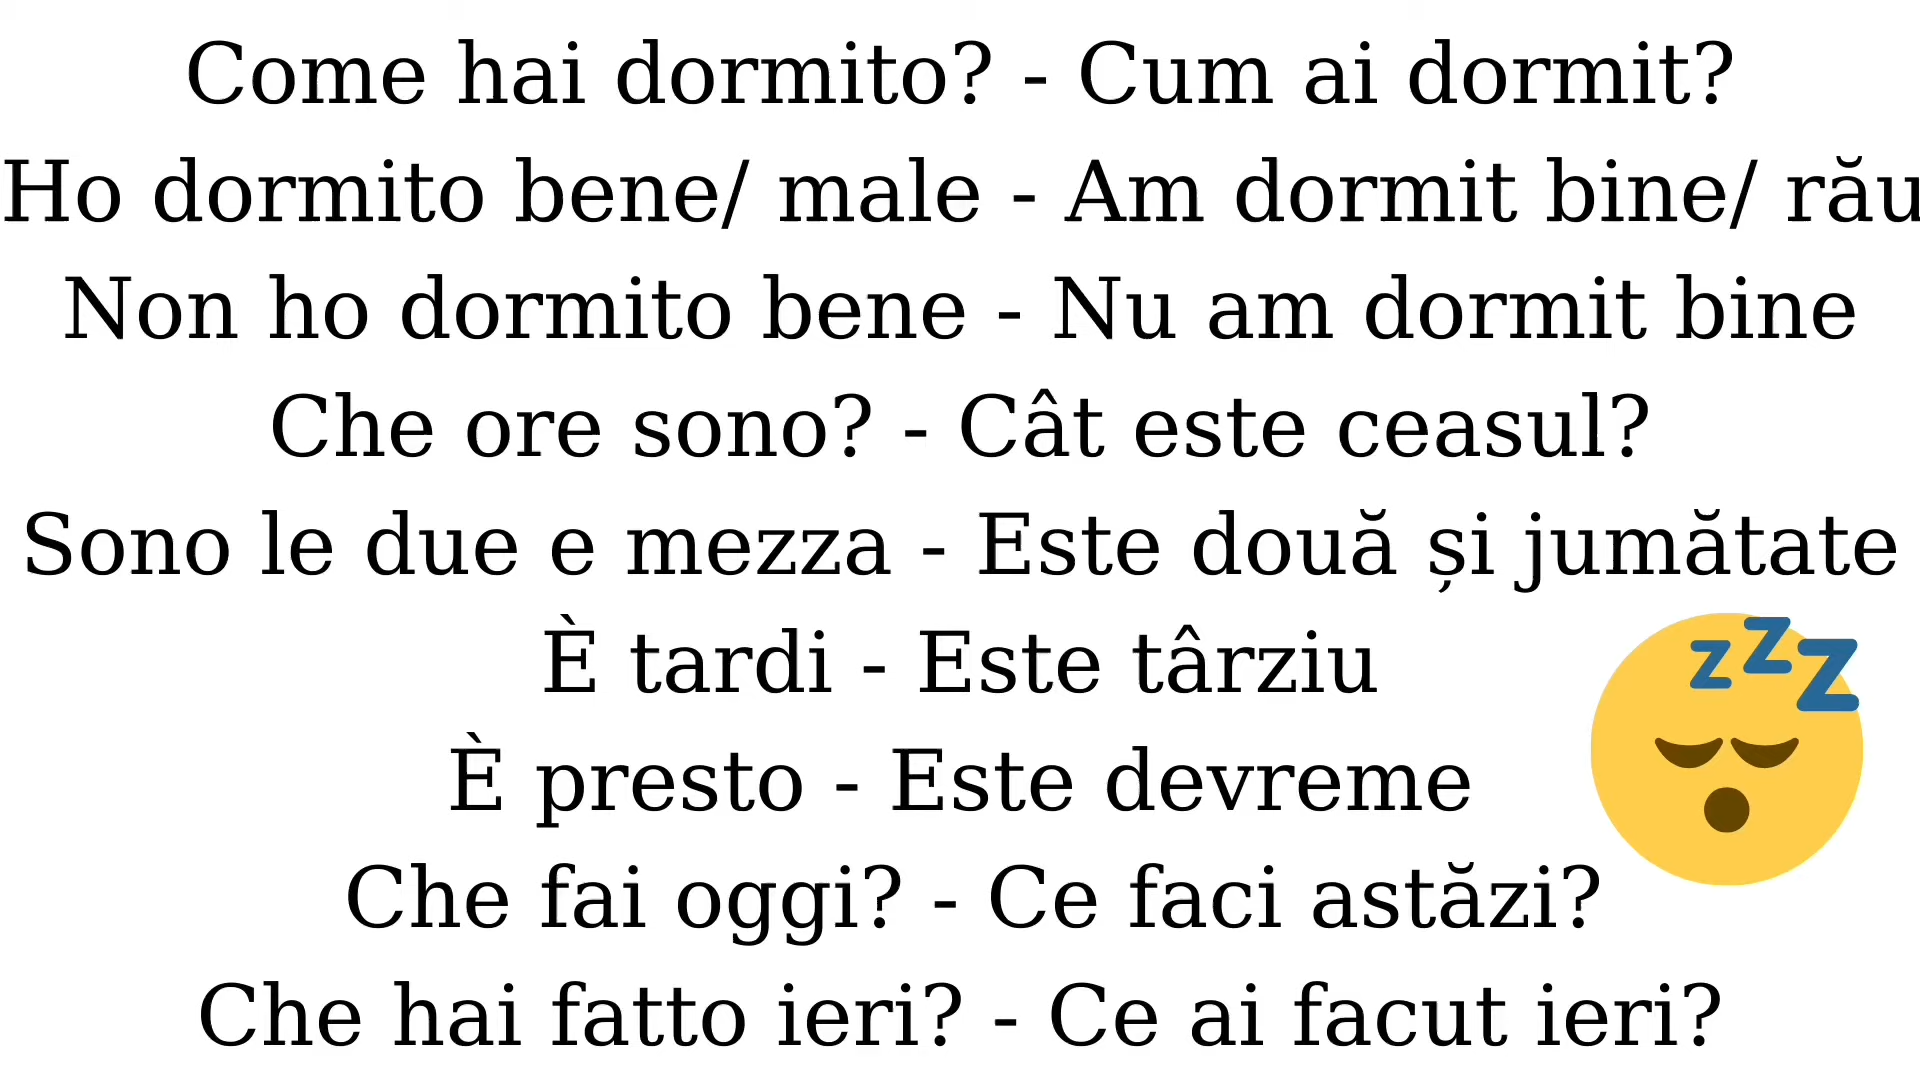 Come hai dormito? - Cum ai dormit?
Ho dormito bene/ male - Am dormit bine/ rău
Non ho dormito bene - Nu am dormit bine
Che ore sono? - Cât este ceasul?
Sono le due e mezza - Este două și jumătate
È tardi - Este târziu
È presto - Este devreme
Che fai oggi? - Ce faci astăzi?
Che hai fatto ieri? - Ce ai facut ieri?